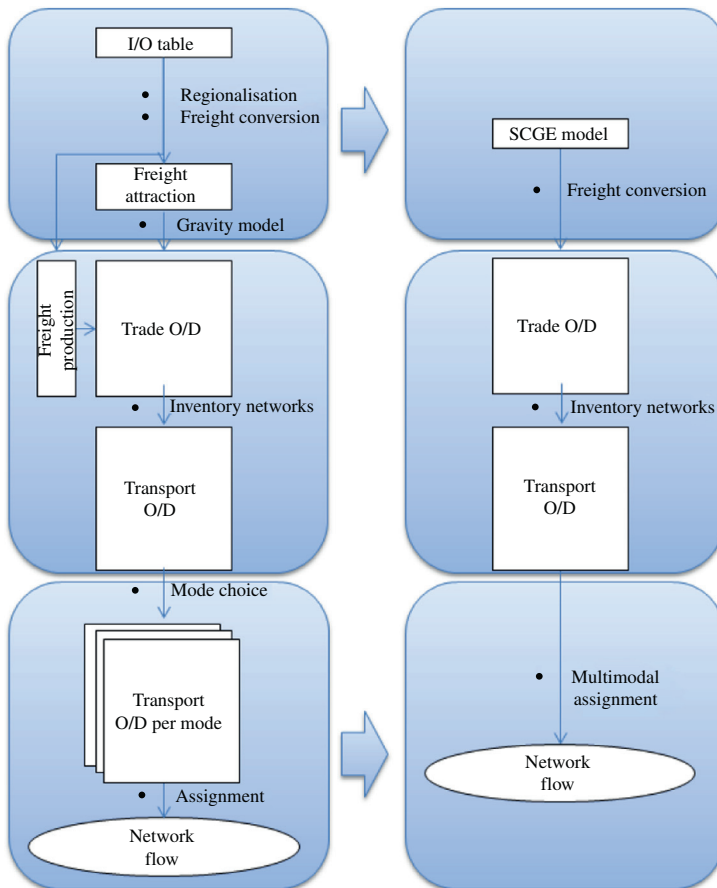 I/O table
• Regionalisation
• Freight conversion
Freight
attraction
• Gravity model
Freight
production
Trade O/D
• Inventory networks
Transport
O/D
• Mode choice
Transport
O/D per mode
• Assignment
Network
flow
SCGE model
• Freight conversion
Trade O/D
• Inventory networks
Transport
O/D
• Multimodal
assignment
Network
flow